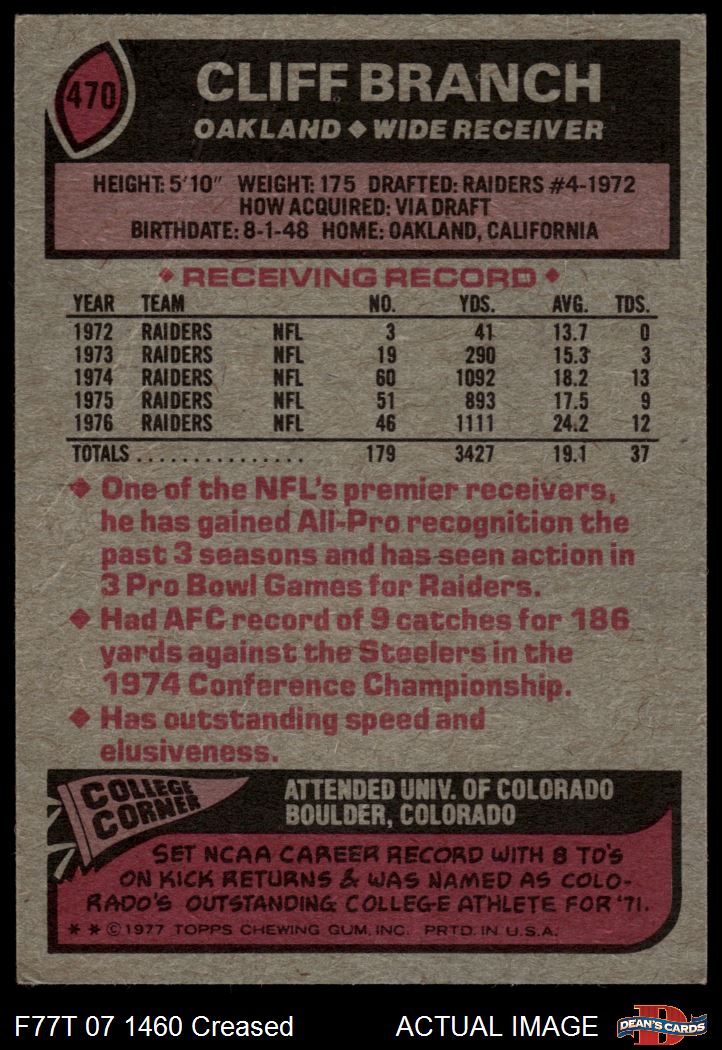 470
CLIFF BRANCH
OAKLAND ◆ WIDE RECEIVER
HEIGHT: 5'10" WEIGHT: 175 DRAFTED: RAIDERS #4-1972
HOW ACQUIRED: VIA DRAFT
BIRTHDATE: 8-1-48 HOME: OAKLAND, CALIFORNIA
◆ RECEIVING RECORD ◆
YEAR TEAM NO. YDS. AVG. TDS.
1972 RAIDERS NFL 3 41 13.7 0
1973 RAIDERS NFL 19 290 15.3 3
1974 RAIDERS NFL 60 1092 18.2 13
1975 RAIDERS NFL 51 893 17.5 9
1976 RAIDERS NFL 46 1111 24.2 12
TOTALS . . . . . . . . . . . . . . . 179 3427 19.1 37
◆ One of the NFL's premier receivers,
he has gained All-Pro recognition the
past 3 seasons and has seen action in
3 Pro Bowl Games for Raiders.
◆ Had AFC record of 9 catches for 186
yards against the Steelers in the
1974 Conference Championship.
◆ Has outstanding speed and
elusiveness.
COLLEGE
CORNER
ATTENDED UNIV. OF COLORADO
BOULDER, COLORADO
SET NCAA CAREER RECORD WITH 8 TD'S
ON KICK RETURNS & WAS NAMED AS COLO-
RADO'S OUTSTANDING COLLEGE ATHLETE FOR '71.
* * © 1977 TOPPS CHEWING GUM, INC. PRTD. IN U.S.A.
F77T 07 1460 Creased ACTUAL IMAGE
D
DEAN'S CARDS